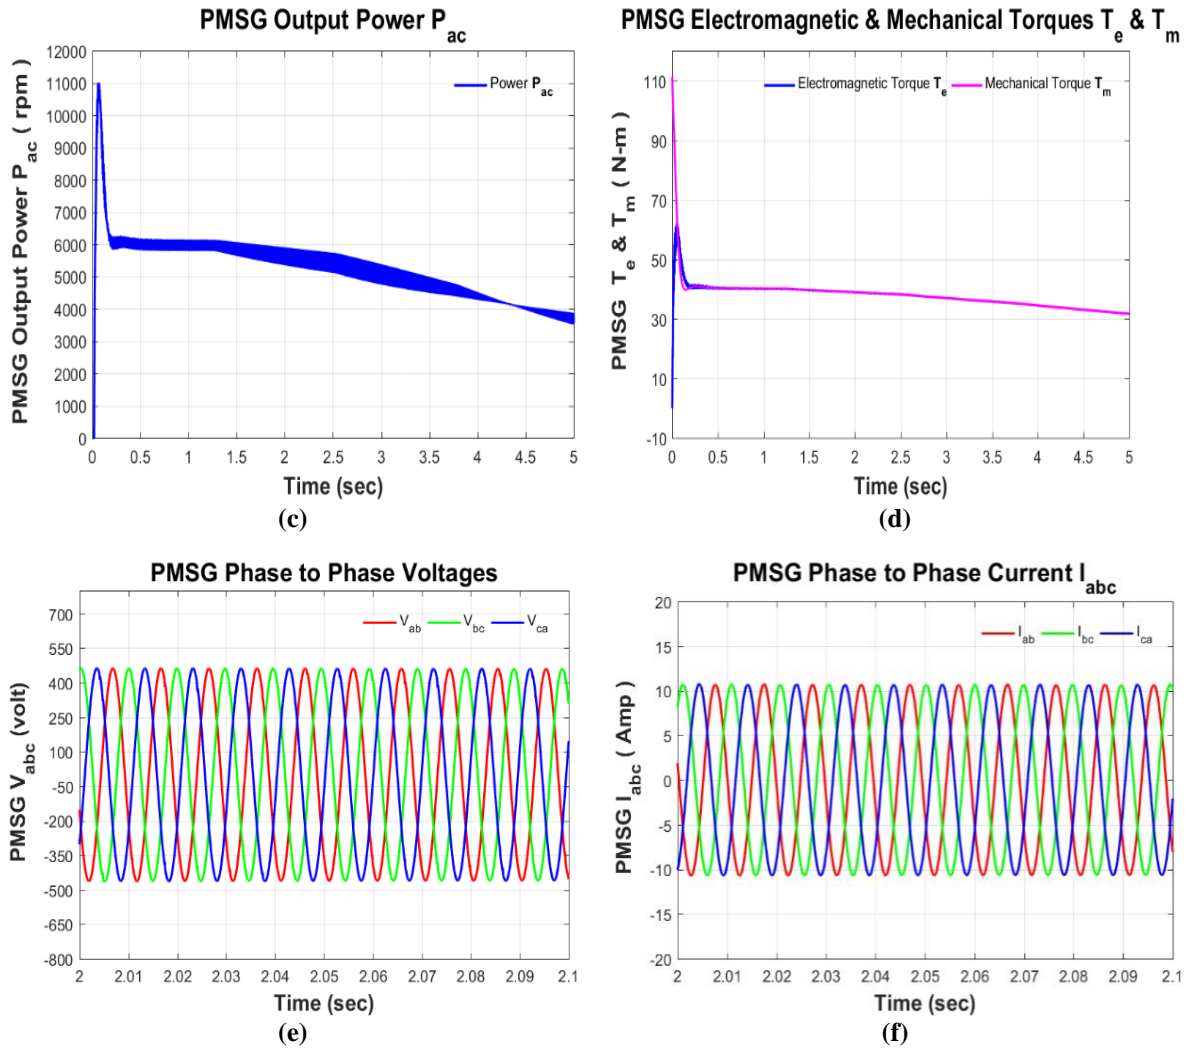 PMSG Output Power Pac
12000
11000
10000
9000
8000
7000
6000
5000
4000
3000
2000
1000
0
PMSG Output Power Pac ( rpm )
Power Pac
0 0.5 1 1.5 2 2.5 3 3.5 4 4.5 5
Time (sec)
(c)
PMSG Electromagnetic & Mechanical Torques Te & Tm
110
90
70
50
30
10
-10
PMSG Te & Tm ( N-m )
Electromagnetic Torque Te Mechanical Torque Tm
0 0.5 1 1.5 2 2.5 3 3.5 4 4.5 5
Time (sec)
(d)
PMSG Phase to Phase Voltages
700
550
400
250
100
-50
-200
-350
-500
-650
-800
PMSG Vabc (volt)
Vab Vbc Vca
2 2.01 2.02 2.03 2.04 2.05 2.06 2.07 2.08 2.09 2.1
Time (sec)
(e)
PMSG Phase to Phase Current Iabc
20
15
10
5
0
-5
-10
-15
-20
PMSG Iabc ( Amp )
Iab Ibc Ica
2 2.01 2.02 2.03 2.04 2.05 2.06 2.07 2.08 2.09 2.1
Time (sec)
(f)